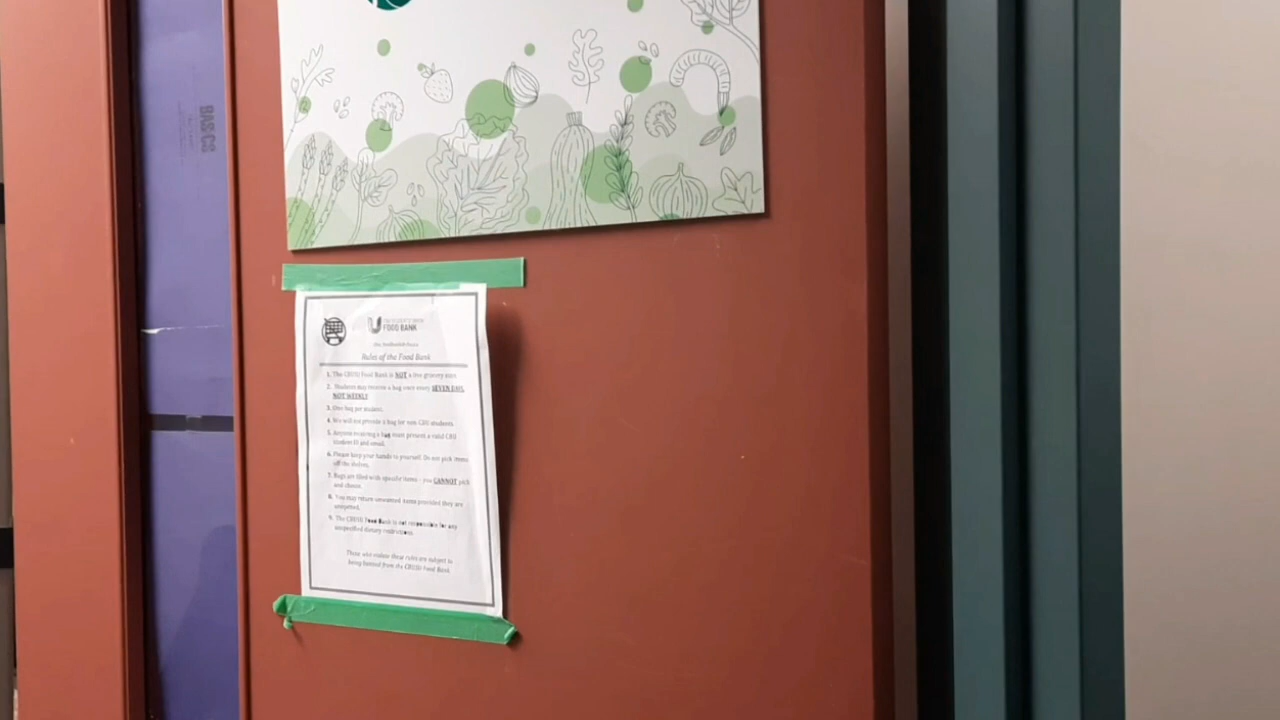 BASCS
FOOD BANK
Rules of the Food Bank
1. The CBUSU Food Bank is NOT a free grocery store.
2. Students may receive a bag once every SEVEN DAYS,
NOT WEEKLY.
3. One bag per student.
4. We will not provide a bag for non CBU students.
5. Anyone receiving a bag must present a valid CBU
student ID and email.
6. Please keep your hands to yourself. Do not pick items
off the shelves.
7. Bags are filled with specific items - you CANNOT pick
and choose.
8. You may return unwanted items provided they are
unopened.
9. The CBUSU Food Bank is not responsible for any
unspecified dietary restrictions.
Those who violate these rules are subject to
being banned from the CBUSU Food Bank.